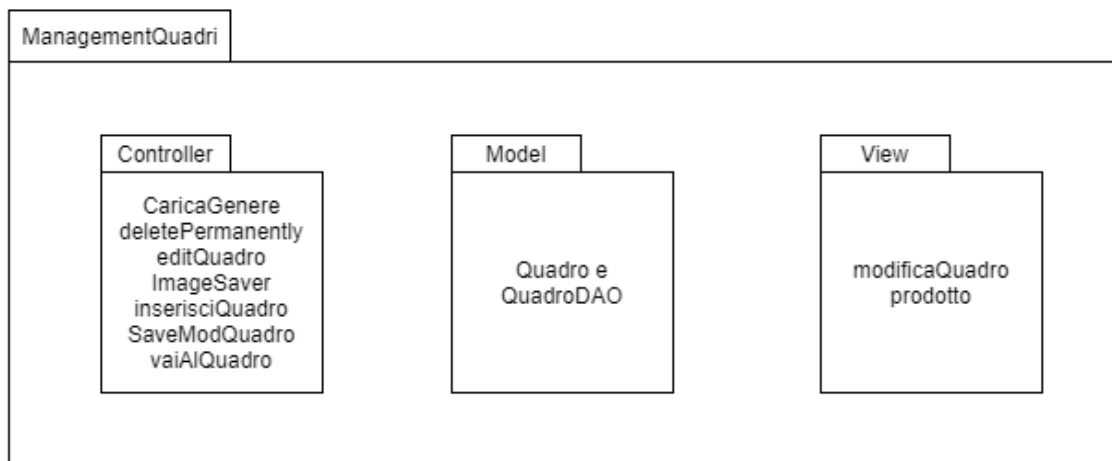 ManagementQuadri
Controller
CaricaGenere
deletePermanently
editQuadro
ImageSaver
inserisciQuadro
SaveModQuadro
vaiAlQuadro
Model
Quadro e
QuadroDAO
View
modificaQuadro
prodotto